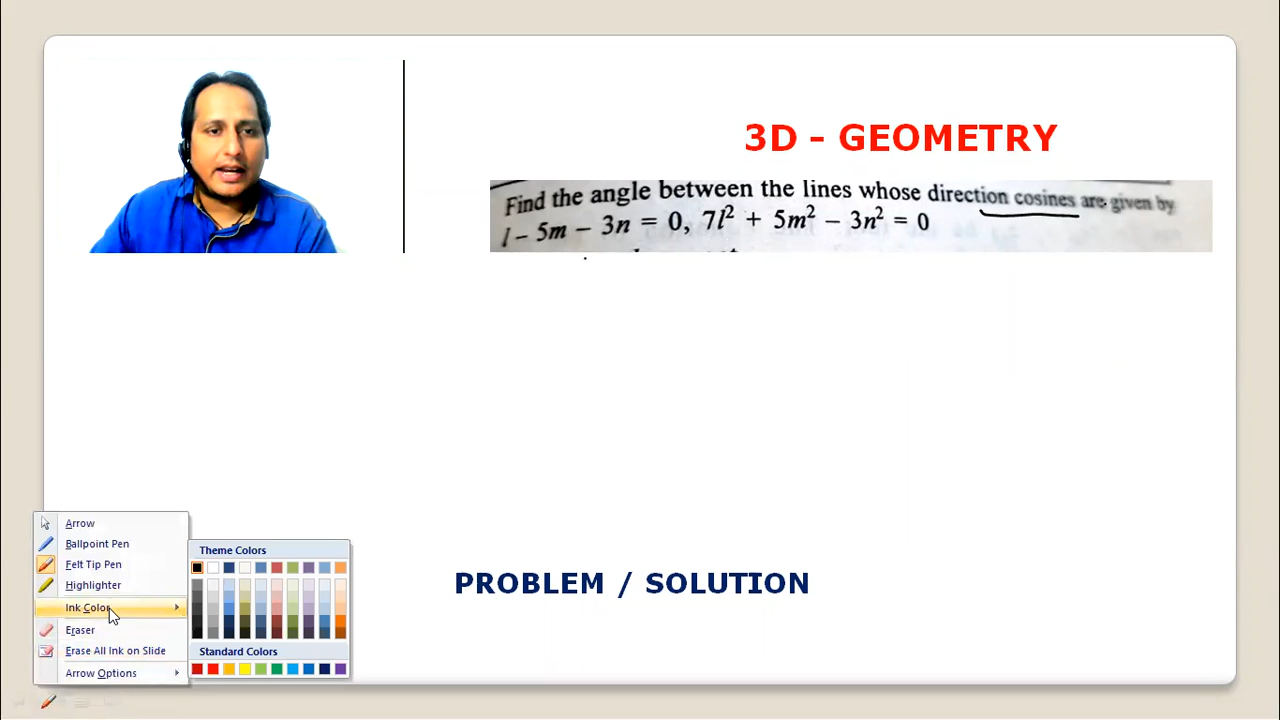 3D – GEOMETRY
Find the angle between the lines whose direction cosines are given by
l – 5m – 3n = 0, 7l² + 5m² – 3n² = 0
Arrow
Ballpoint Pen
Felt Tip Pen
Highlighter
Ink Color
Eraser
Erase All Ink on Slide
Arrow Options
Theme Colors
Standard Colors
PROBLEM / SOLUTION